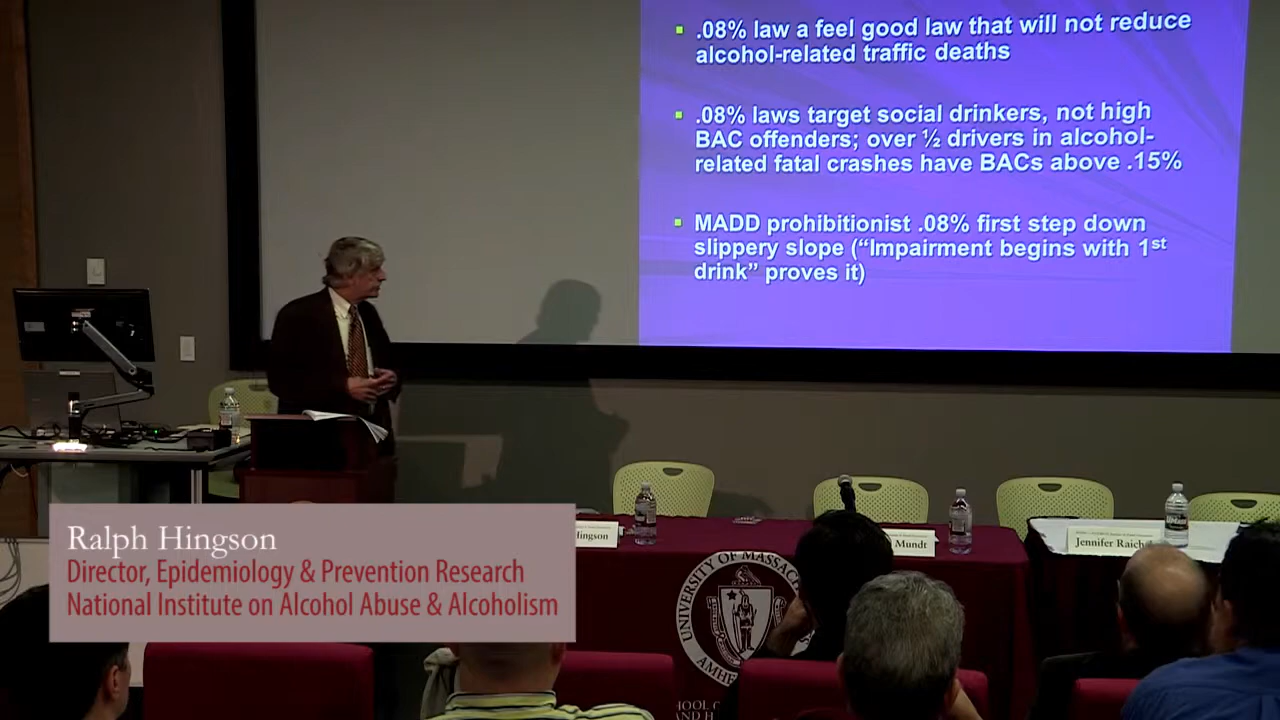 .08% law a feel good law that will not reduce
alcohol-related traffic deaths
.08% laws target social drinkers, not high
BAC offenders; over ½ drivers in alcohol-
related fatal crashes have BACs above .15%
MADD prohibitionist .08% first step down
slippery slope (“Impairment begins with 1st
drink” proves it)
Ralph Hingson
Director, Epidemiology & Prevention Research
National Institute on Alcohol Abuse & Alcoholism
Hingson
Mundt
Jennifer
UNIVERSITY OF